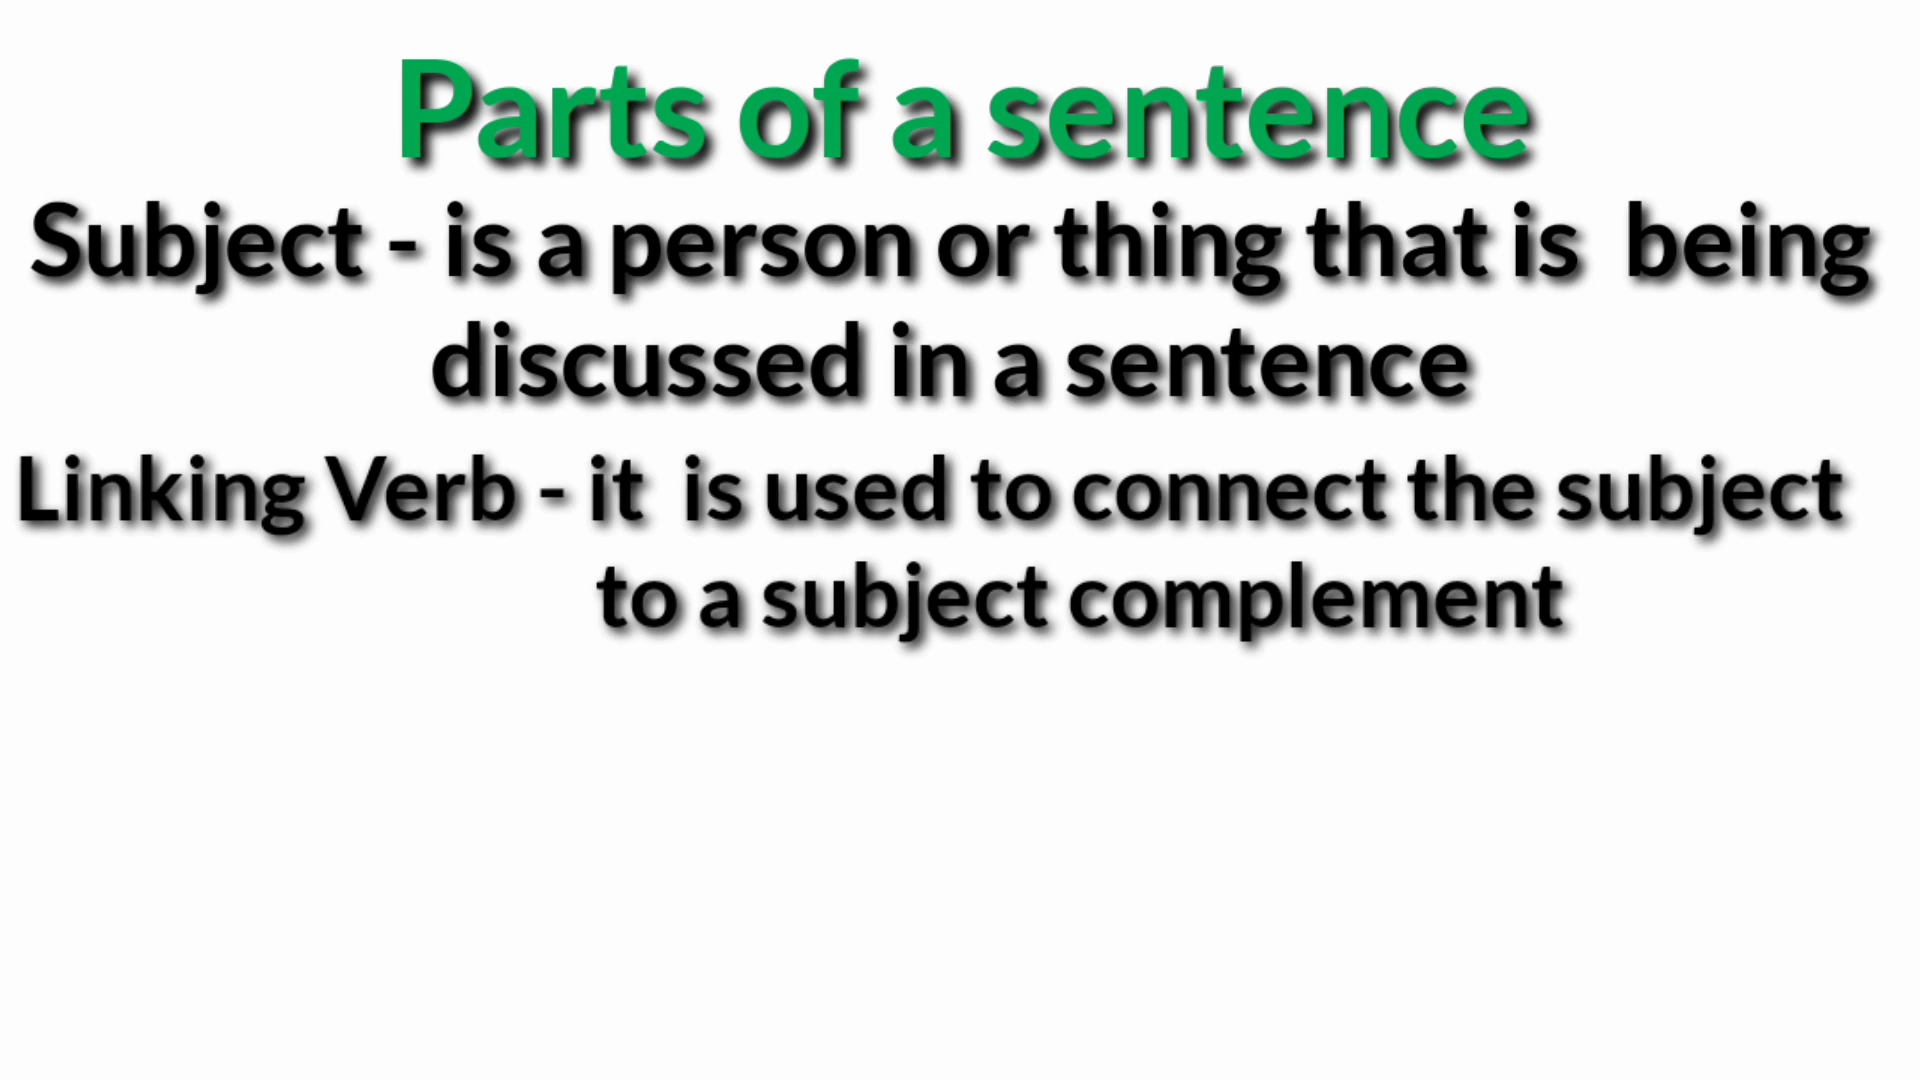 Parts of a sentence
Subject - is a person or thing that is being
discussed in a sentence
Linking Verb - it is used to connect the subject
to a subject complement